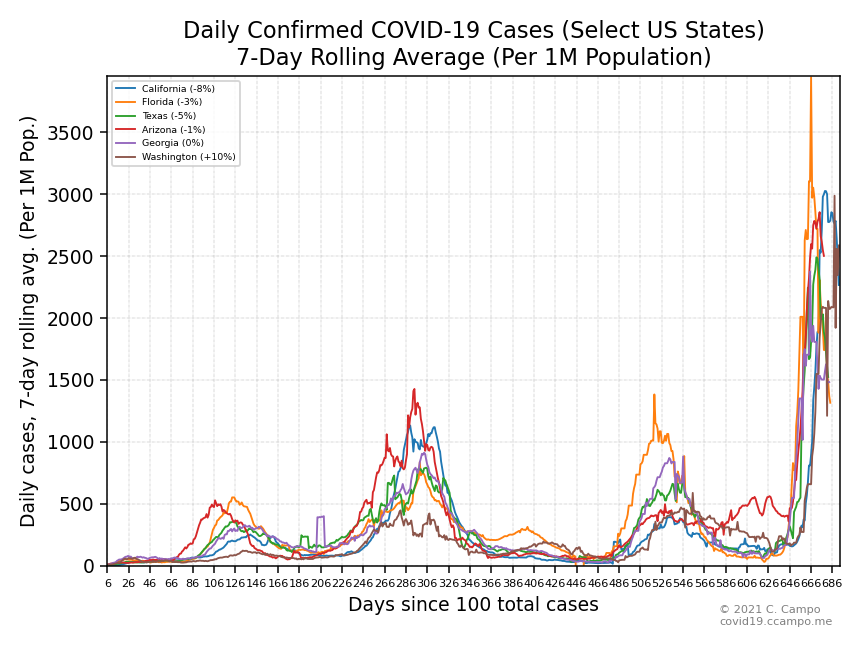 Daily Confirmed COVID-19 Cases (Select US States)
7-Day Rolling Average (Per 1M Population)
Daily cases, 7-day rolling avg. (Per 1M Pop.)
California (-8%)
Florida (-3%)
Texas (-5%)
Arizona (-1%)
Georgia (0%)
Washington (+10%)
3500
3000
2500
2000
1500
1000
500
0
6 26 46 66 86 106 126 146 166 186 206 226 246 266 286 306 326 346 366 386 406 426 446 466 486 506 526 546 566 586 606 626 646 666 686
Days since 100 total cases
© 2021 C. Campo
covid19.ccampo.me